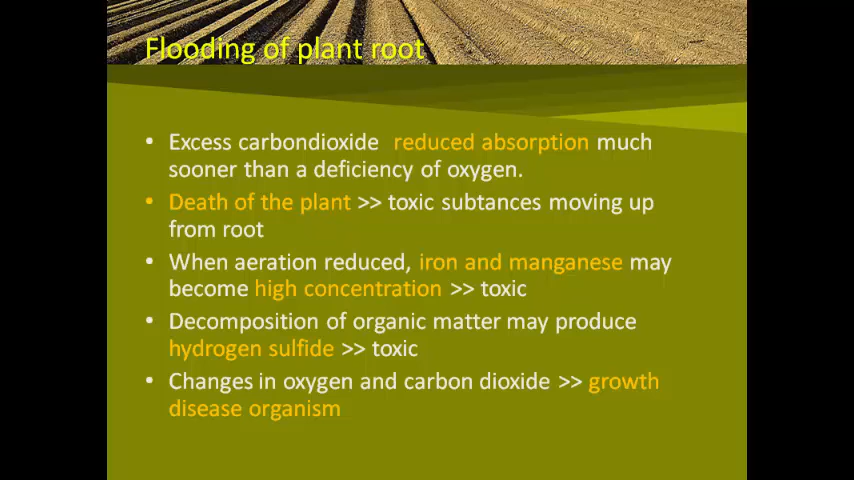 Flooding of plant root
• Excess carbondioxide reduced absorption much
sooner than a deficiency of oxygen.
• Death of the plant >> toxic subtances moving up
from root
• When aeration reduced, iron and manganese may
become high concentration >> toxic
• Decomposition of organic matter may produce
hydrogen sulfide >> toxic
• Changes in oxygen and carbon dioxide >> growth
disease organism